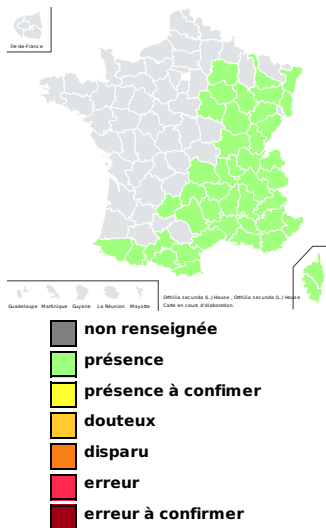 Île-de-France
Guadeloupe Martinique Guyane La Réunion Mayotte
Orthilia secunda (L.) House , Orthilia secunda (L.) House
Carte en cours d'élaboration.
non renseignée
présence
présence à confimer
douteux
disparu
erreur
erreur à confirmer